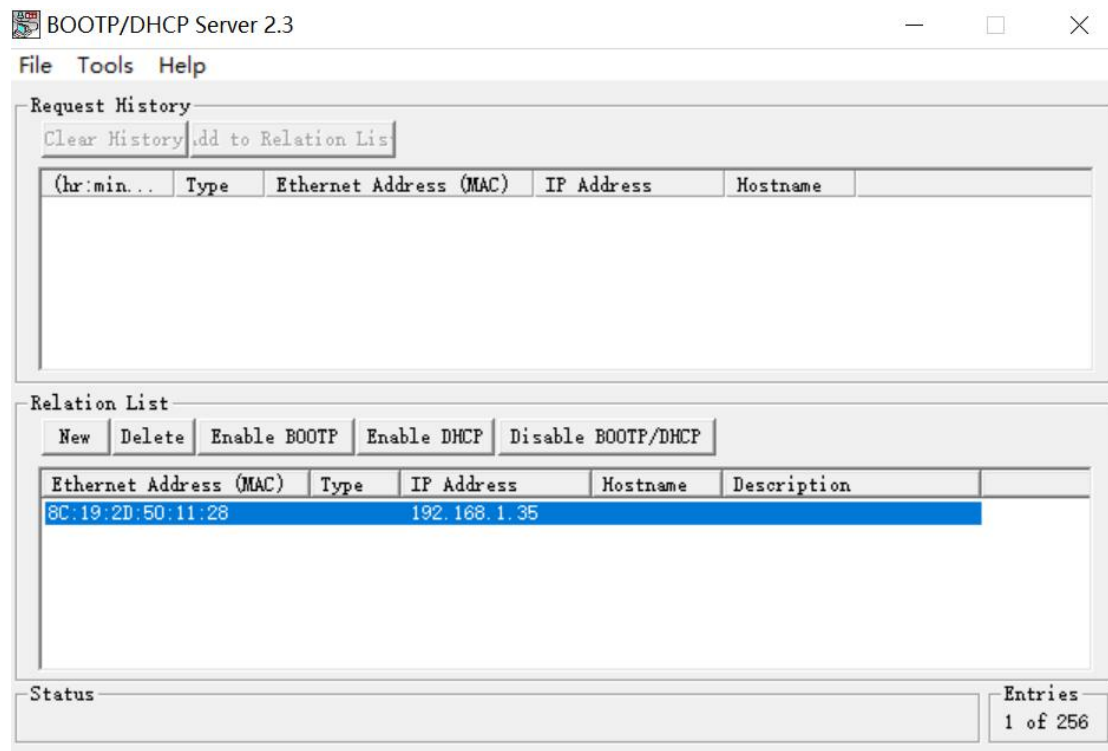 BOOTP/DHCP Server 2.3
File Tools Help
Request History
Clear History dd to Relation Lis
(hr:min... Type Ethernet Address (MAC) IP Address Hostname
Relation List
New Delete Enable BOOTP Enable DHCP Disable BOOTP/DHCP
Ethernet Address (MAC) Type IP Address Hostname Description
8C:19:2D:50:11:28 192.168.1.35
Status
Entries
1 of 256